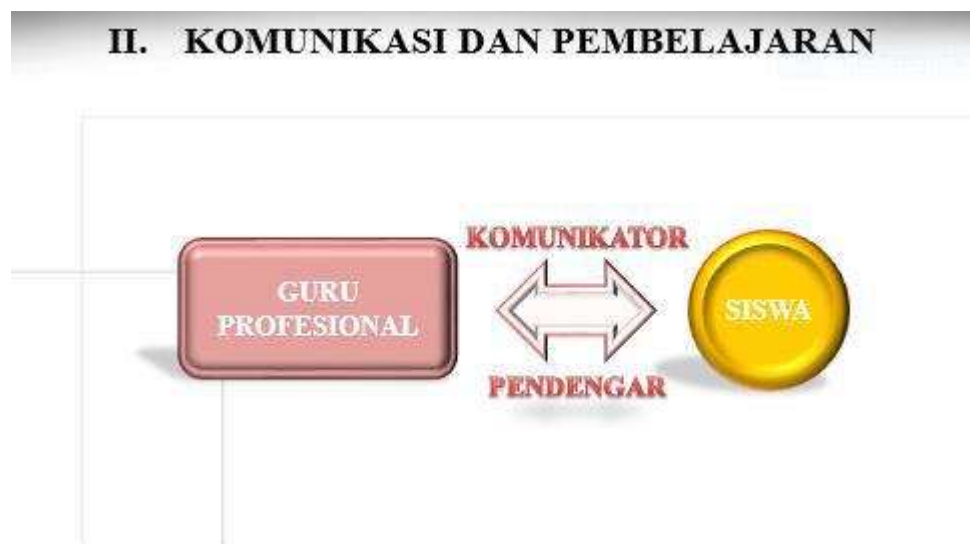 II. KOMUNIKASI DAN PEMBELAJARAN
KOMUNIKATOR
GURU
PROFESIONAL
SISWA
PENDENGAR